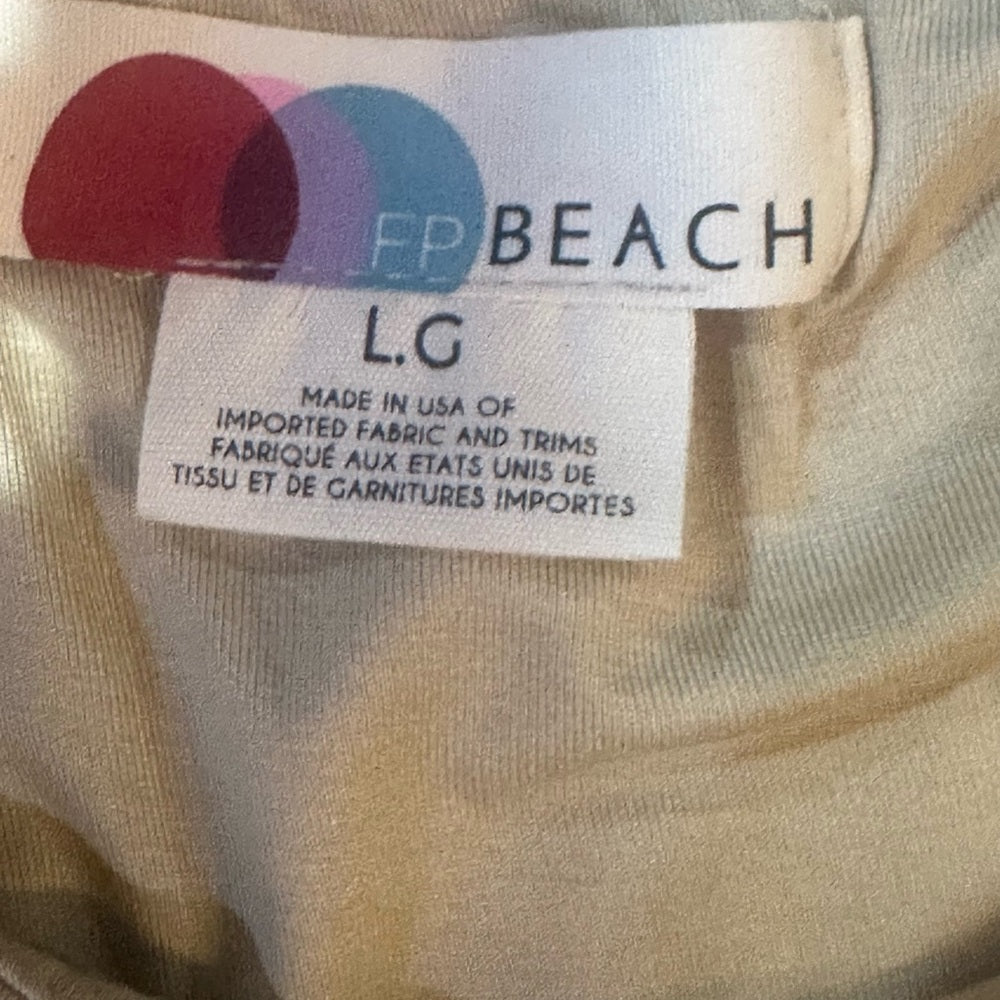 FP BEACH
L.G
MADE IN USA OF
IMPORTED FABRIC AND TRIMS
FABRIQUÉ AUX ETATS UNIS DE
TISSU ET DE GARNITURES IMPORTES